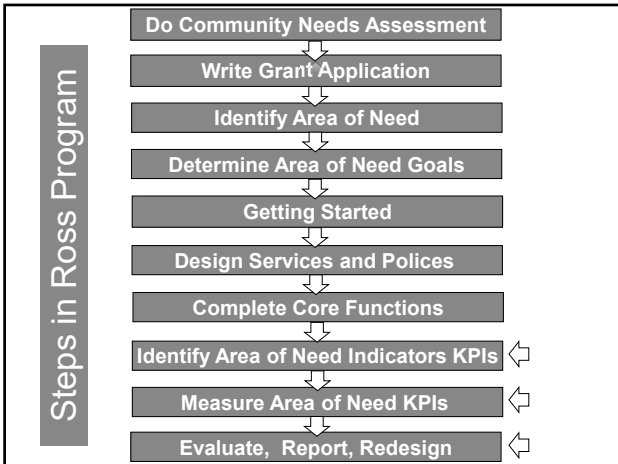 Steps in Ross Program
Do Community Needs Assessment
Write Grant Application
Identify Area of Need
Determine Area of Need Goals
Getting Started
Design Services and Polices
Complete Core Functions
Identify Area of Need Indicators KPIs
Measure Area of Need KPIs
Evaluate, Report, Redesign